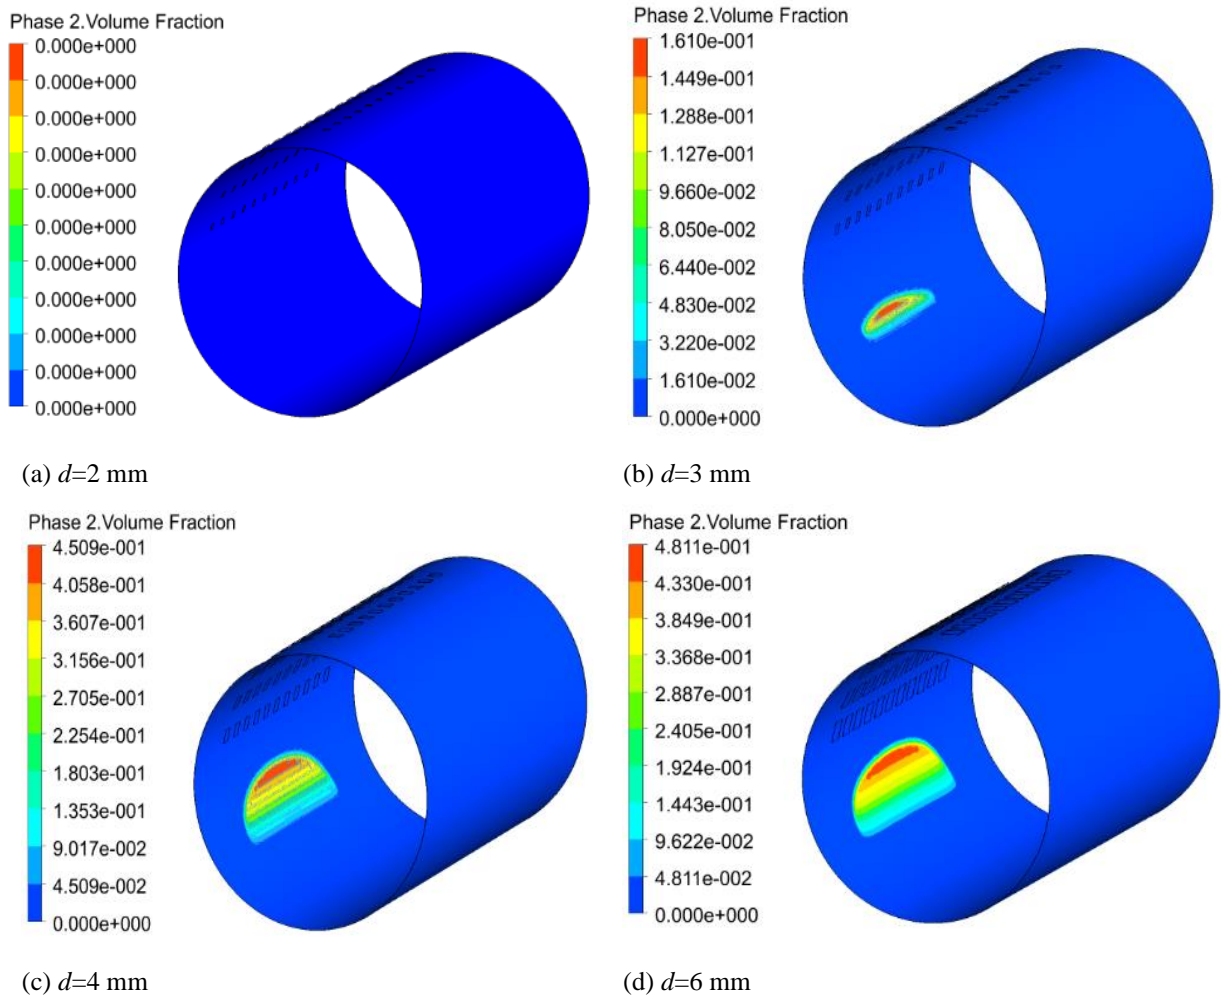 Phase 2.Volume Fraction
0.000e+000
0.000e+000
0.000e+000
0.000e+000
0.000e+000
0.000e+000
0.000e+000
0.000e+000
0.000e+000
0.000e+000
0.000e+000
(a) d=2 mm
Phase 2.Volume Fraction
1.610e-001
1.449e-001
1.288e-001
1.127e-001
9.660e-002
8.050e-002
6.440e-002
4.830e-002
3.220e-002
1.610e-002
0.000e+000
(b) d=3 mm
Phase 2.Volume Fraction
4.509e-001
4.058e-001
3.607e-001
3.156e-001
2.705e-001
2.254e-001
1.803e-001
1.353e-001
9.017e-002
4.509e-002
0.000e+000
(c) d=4 mm
Phase 2.Volume Fraction
4.811e-001
4.330e-001
3.849e-001
3.368e-001
2.887e-001
2.405e-001
1.924e-001
1.443e-001
9.622e-002
4.811e-002
0.000e+000
(d) d=6 mm